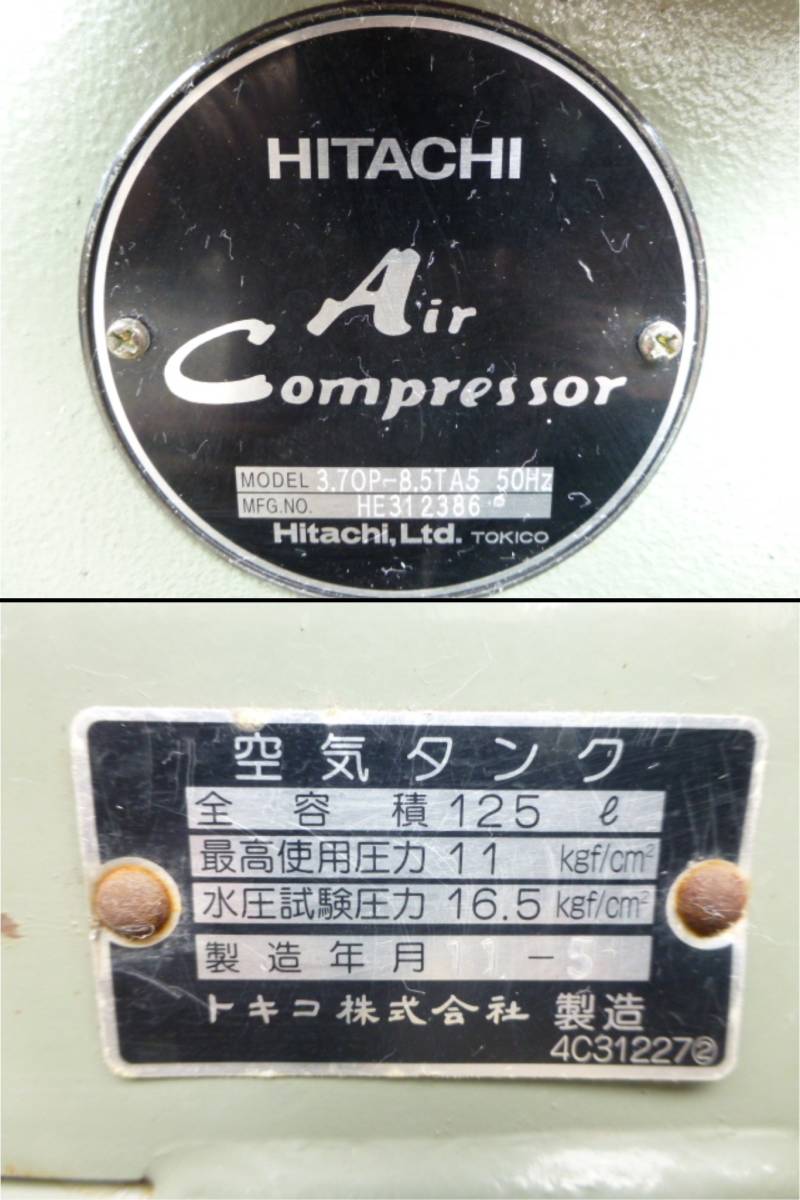 HITACHI
Air
Compressor
MODEL 3.7OP-8.5TA5 50Hz
MFG.NO. HE312386
Hitachi,Ltd. TOKICO
空気タンク
全容積 125 ℓ
最高使用圧力 11 kgf/cm²
水圧試験圧力 16.5 kgf/cm²
製造年月 11-5
トキコ株式会社 製造
4C31227②